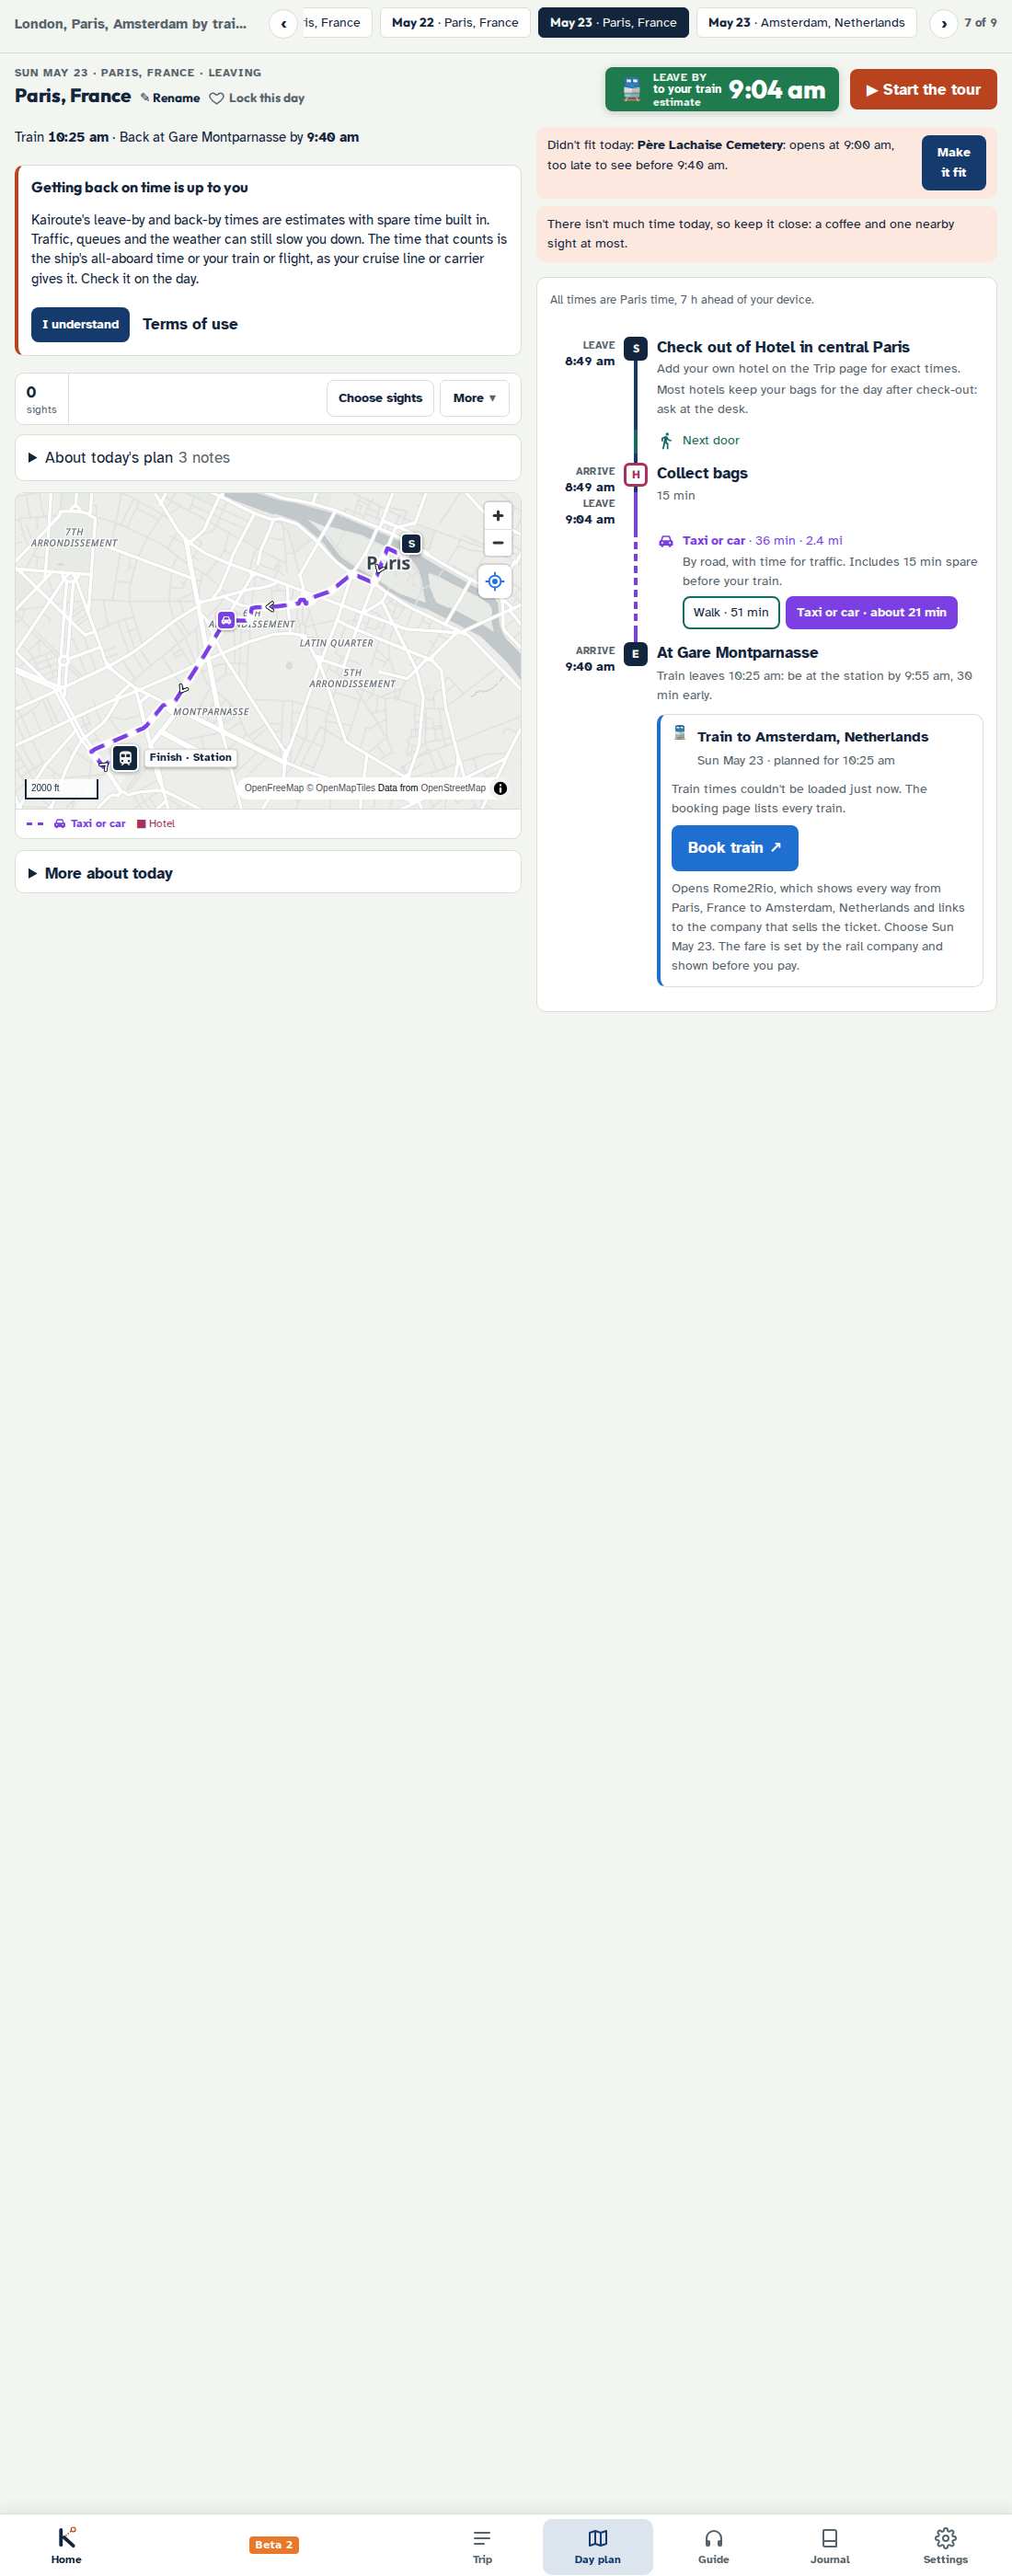 London, Paris, Amsterdam by trai...
‹
is, France
May 22 · Paris, France
May 23 · Paris, France
May 23 · Amsterdam, Netherlands
›
7 of 9
SUN MAY 23 · PARIS, FRANCE · LEAVING
Paris, France
✎ Rename
Lock this day
LEAVE BY
to your train
estimate
9:04 am
▶ Start the tour
Train 10:25 am · Back at Gare Montparnasse by 9:40 am
Getting back on time is up to you
Kairoute's leave-by and back-by times are estimates with spare time built in.
Traffic, queues and the weather can still slow you down. The time that counts is
the ship's all-aboard time or your train or flight, as your cruise line or carrier
gives it. Check it on the day.
I understand
Terms of use
0
sights
Choose sights
More ▼
▶ About today's plan 3 notes
7TH
ARRONDISSEMENT
Paris
S
LATIN QUARTER
5TH
ARRONDISSEMENT
MONTPARNASSE
Finish · Station
+
−
2000 ft
OpenFreeMap © OpenMapTiles Data from OpenStreetMap
Taxi or car
Hotel
▶ More about today
Didn't fit today: Père Lachaise Cemetery: opens at 9:00 am,
too late to see before 9:40 am.
Make
it fit
There isn't much time today, so keep it close: a coffee and one nearby
sight at most.
All times are Paris time, 7 h ahead of your device.
LEAVE
8:49 am
S
Check out of Hotel in central Paris
Add your own hotel on the Trip page for exact times.
Most hotels keep your bags for the day after check-out:
ask at the desk.
Next door
ARRIVE
8:49 am
LEAVE
9:04 am
H
Collect bags
15 min
Taxi or car · 36 min · 2.4 mi
By road, with time for traffic. Includes 15 min spare
before your train.
Walk · 51 min
Taxi or car · about 21 min
ARRIVE
9:40 am
E
At Gare Montparnasse
Train leaves 10:25 am: be at the station by 9:55 am, 30
min early.
Train to Amsterdam, Netherlands
Sun May 23 · planned for 10:25 am
Train times couldn't be loaded just now. The
booking page lists every train.
Book train ↗
Opens Rome2Rio, which shows every way from
Paris, France to Amsterdam, Netherlands and links
to the company that sells the ticket. Choose Sun
May 23. The fare is set by the rail company and
shown before you pay.
Home
Beta 2
Trip
Day plan
Guide
Journal
Settings